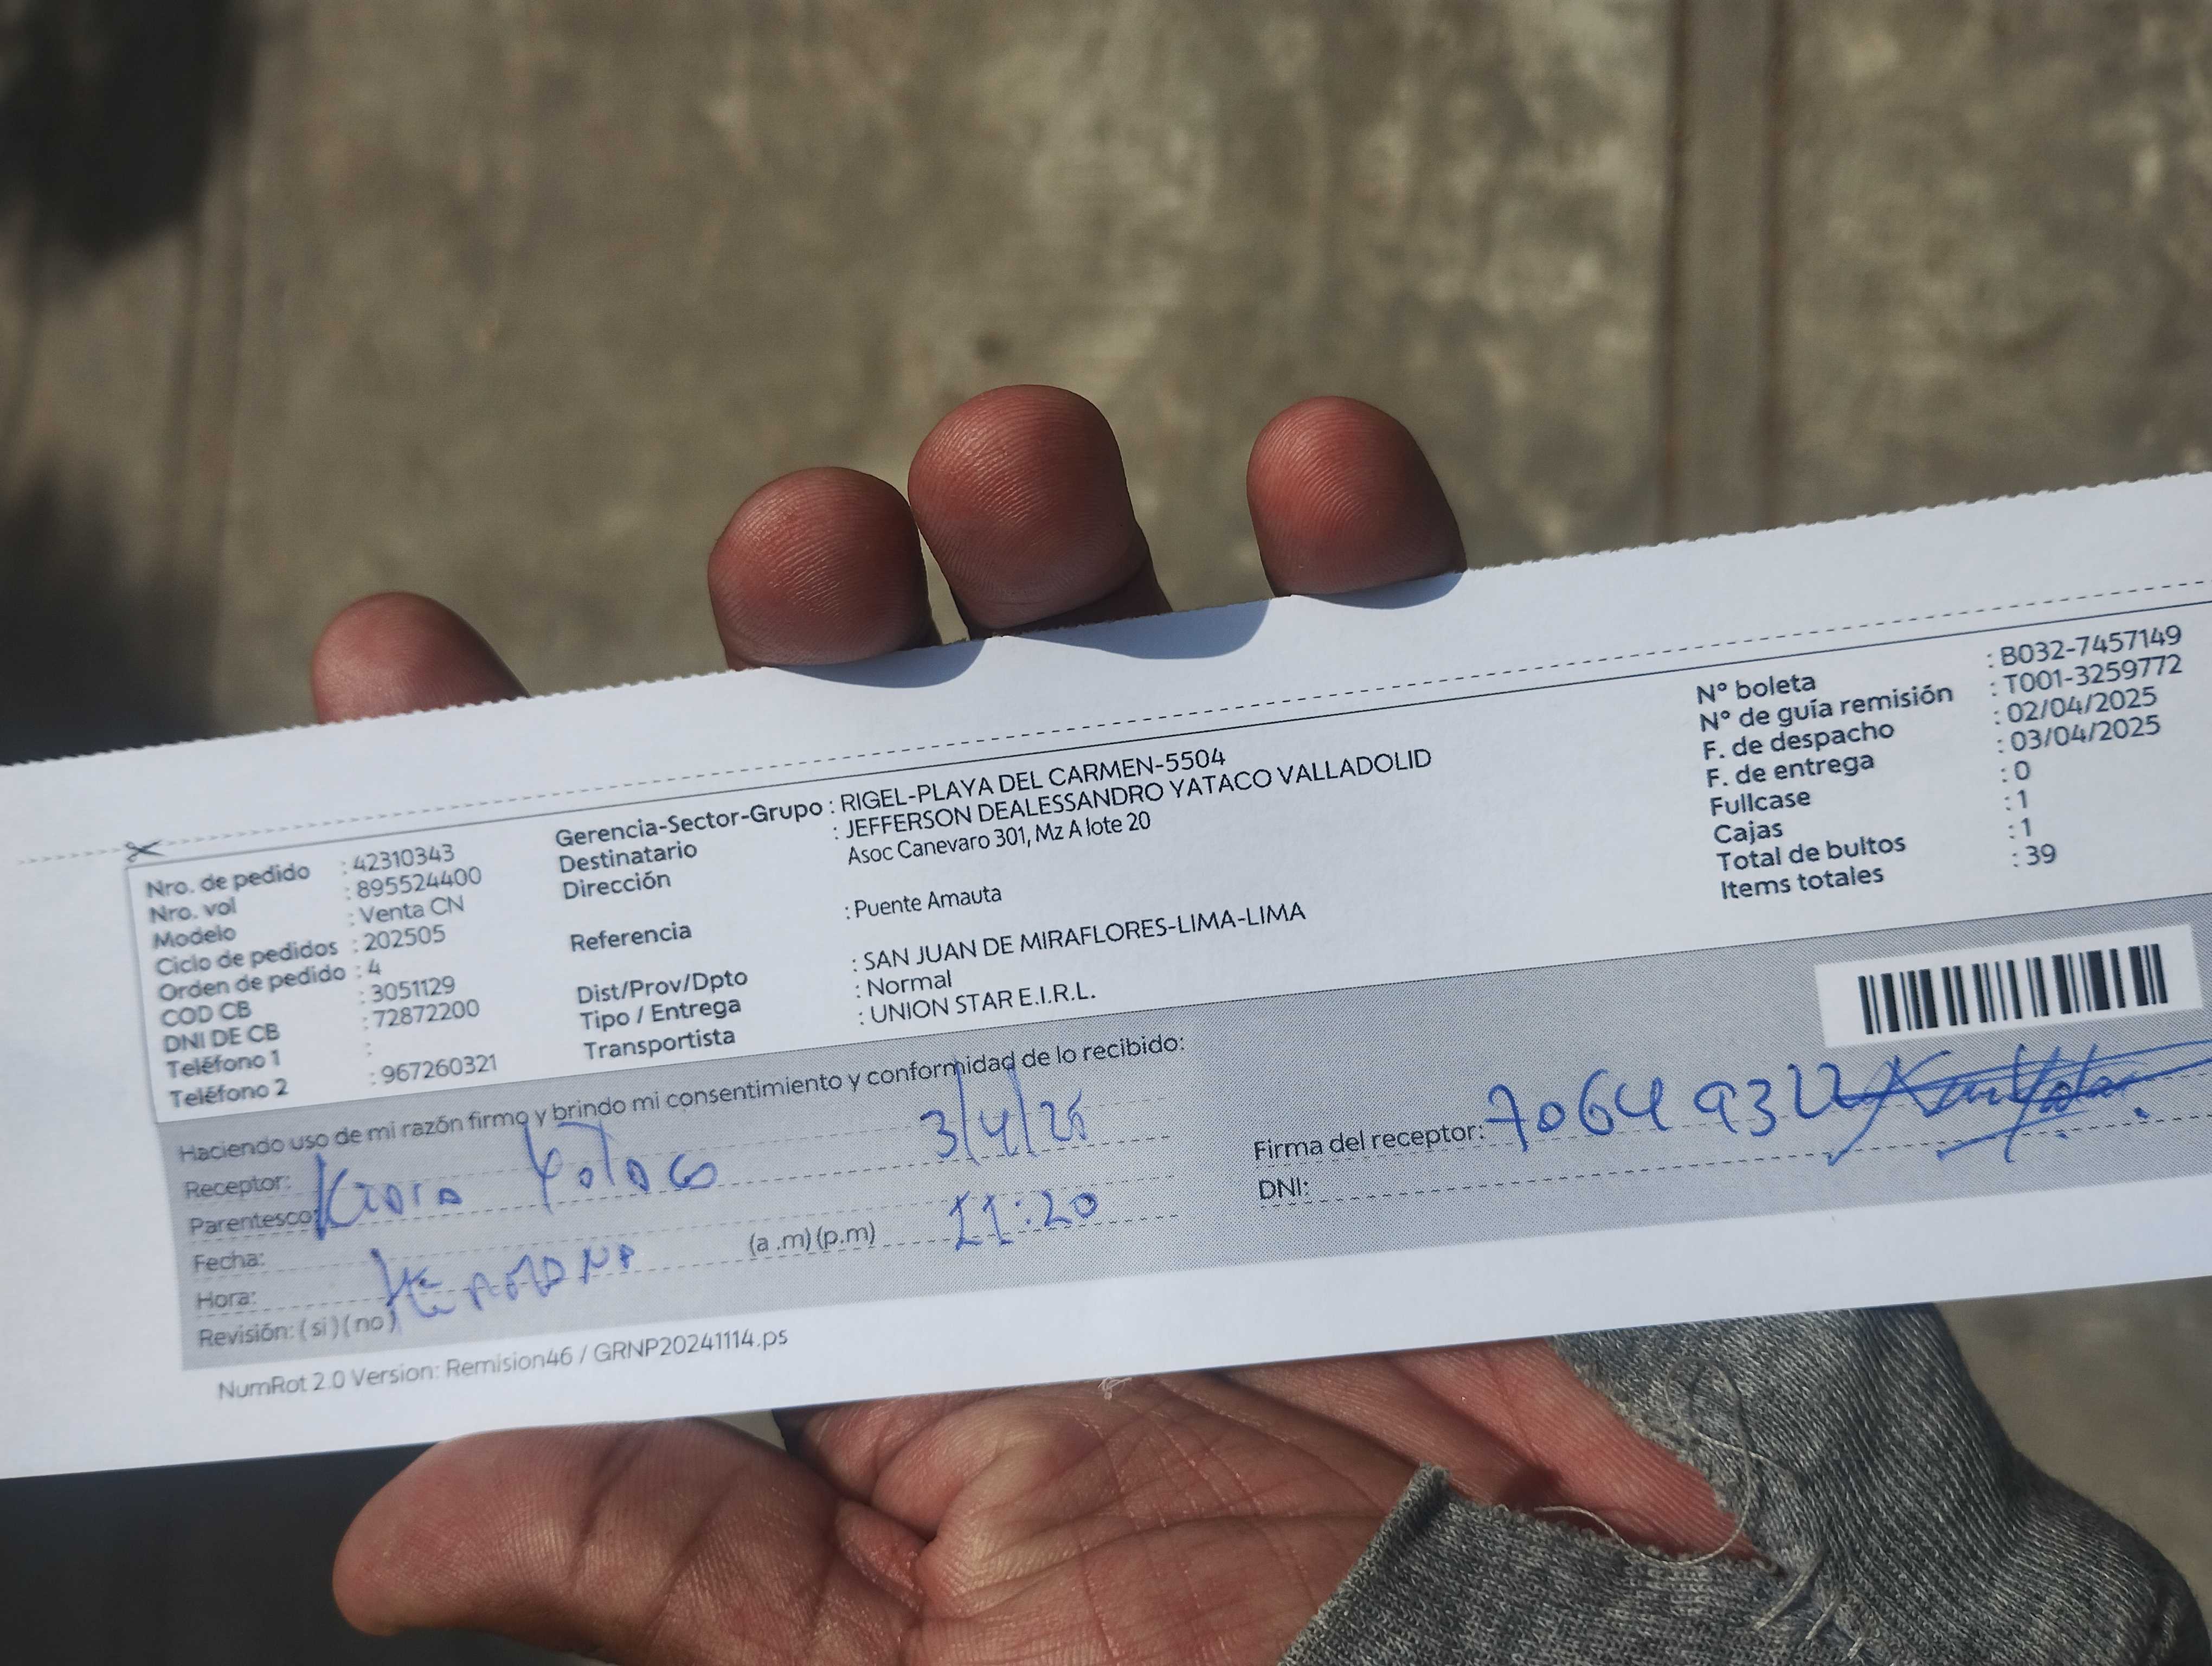 Nro. de pedido : 42310343
Nro. vol : 895524400
Modelo : Venta CN
Ciclo de pedidos : 202505
Orden de pedido : 4
COD CB : 3051129
DNI DE CB : 72872200
Teléfono 1 :
Teléfono 2 : 967260321
Gerencia-Sector-Grupo : RIGEL-PLAYA DEL CARMEN-5504
Destinatario : JEFFERSON DEALESSANDRO YATACO VALLADOLID
Dirección Asoc Canevaro 301, Mz A lote 20
Referencia : Puente Amauta
Dist/Prov/Dpto : SAN JUAN DE MIRAFLORES-LIMA-LIMA
Tipo / Entrega : Normal
Transportista : UNION STAR E.I.R.L.
N° boleta : B032-7457149
N° de guía remisión : T001-3259772
F. de despacho : 02/04/2025
F. de entrega : 03/04/2025
Fullcase : 0
Cajas : 1
Total de bultos : 1
Items totales : 39
Haciendo uso de mi razón firmo y brindo mi consentimiento y conformidad de lo recibido:
Receptor:
Parentesco:
3/4/25
Fecha:
Hora: (a .m) (p.m) 11:20
Revisión: ( si ) ( no )
Firma del receptor:
DNI:
NumRot 2.0 Version: Remision46 / GRNP20241114.ps